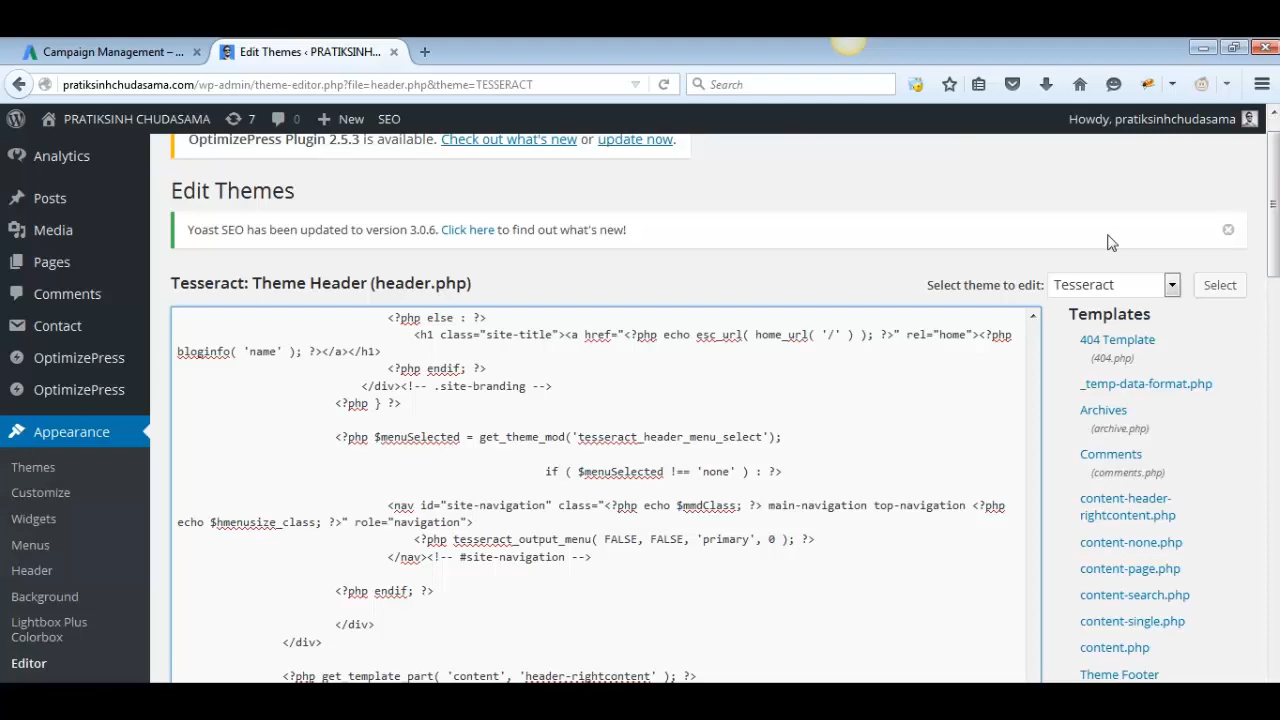 Campaign Management – ...
Edit Themes ‹ PRATIKSINH...
pratiksinhchudasama.com/wp-admin/theme-editor.php?file=header.php&theme=TESSERACT
Search
PRATIKSINH CHUDASAMA
7
0
New
SEO
Howdy, pratiksinhchudasama
Analytics
Posts
Media
Pages
Comments
Contact
OptimizePress
OptimizePress
Appearance
Themes
Customize
Widgets
Menus
Header
Background
Lightbox Plus
Colorbox
Editor
OptimizePress Plugin 2.5.3 is available. Check out what's new or update now.
Edit Themes
Yoast SEO has been updated to version 3.0.6. Click here to find out what's new!
Tesseract: Theme Header (header.php)
Select theme to edit: Tesseract Select
<?php else : ?>
<h1 class="site-title"><a href="<?php echo esc_url( home_url( '/' ) ); ?>" rel="home"><?php
bloginfo( 'name' ); ?></a></h1>
<?php endif; ?>
</div><!-- .site-branding -->
<?php } ?>
<?php $menuSelected = get_theme_mod('tesseract_header_menu_select');
if ( $menuSelected !== 'none' ) : ?>
<nav id="site-navigation" class="<?php echo $mmdClass; ?> main-navigation top-navigation <?php
echo $hmenusize_class; ?>" role="navigation">
<?php tesseract_output_menu( FALSE, FALSE, 'primary', 0 ); ?>
</nav><!-- #site-navigation -->
<?php endif; ?>
</div>
</div>
<?php get_template_part( 'content', 'header-rightcontent' ); ?>
Templates
404 Template
(404.php)
_temp-data-format.php
Archives
(archive.php)
Comments
(comments.php)
content-header-
rightcontent.php
content-none.php
content-page.php
content-search.php
content-single.php
content.php
Theme Footer